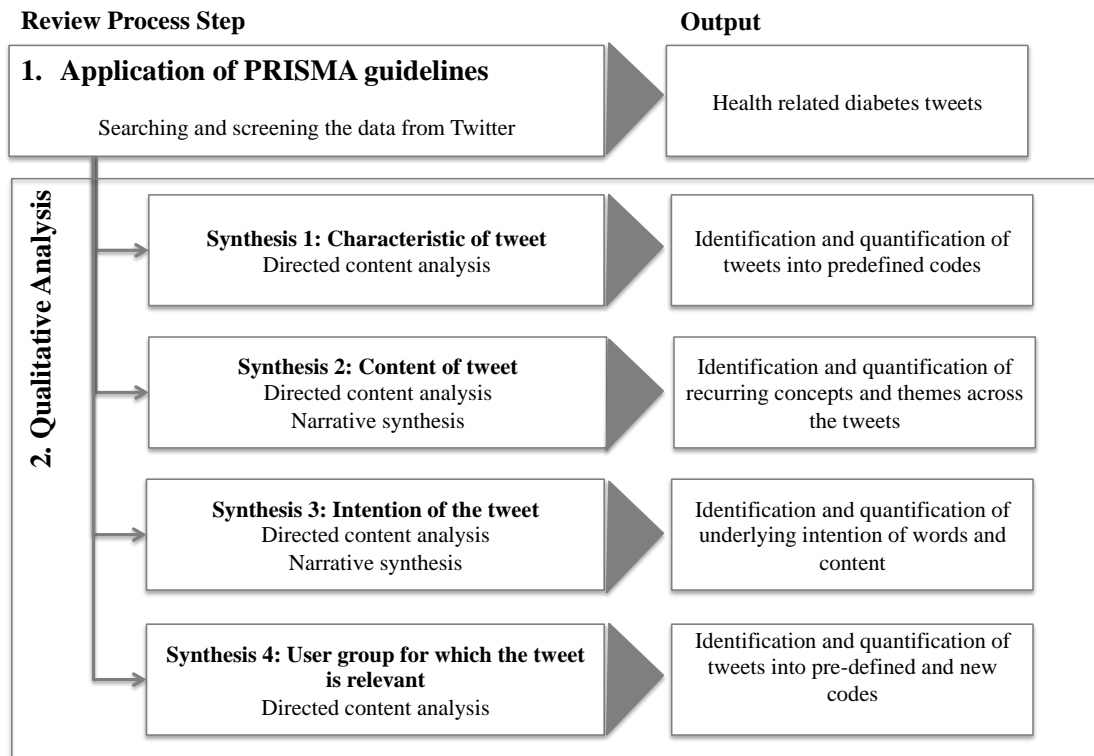 Review Process Step
Output
1. Application of PRISMA guidelines
Searching and screening the data from Twitter
Health related diabetes tweets
2. Qualitative Analysis
Synthesis 1: Characteristic of tweet
Directed content analysis
Identification and quantification of
tweets into predefined codes
Synthesis 2: Content of tweet
Directed content analysis
Narrative synthesis
Identification and quantification of
recurring concepts and themes across
the tweets
Synthesis 3: Intention of the tweet
Directed content analysis
Narrative synthesis
Identification and quantification of
underlying intention of words and
content
Synthesis 4: User group for which the tweet
is relevant
Directed content analysis
Identification and quantification of
tweets into pre-defined and new
codes